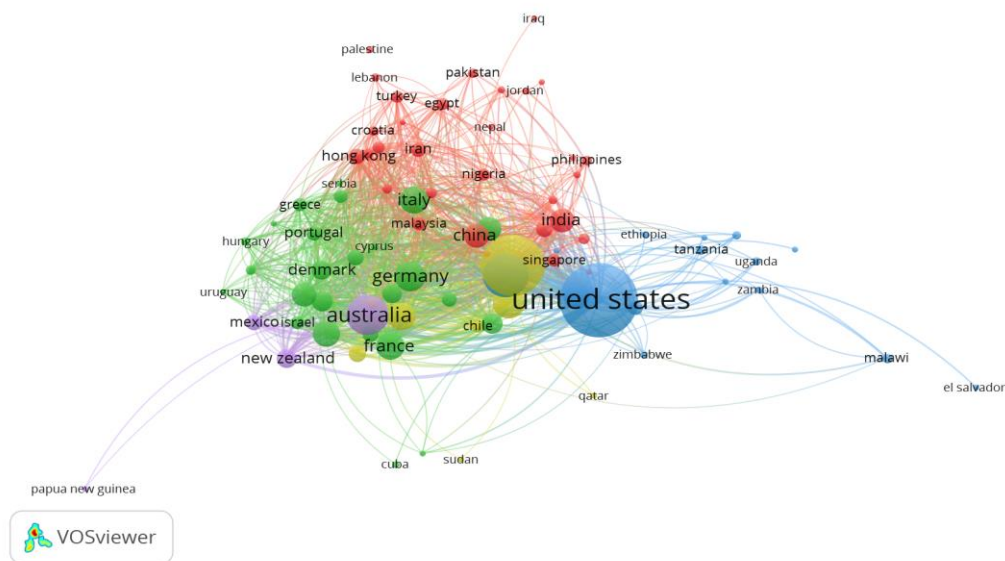 iraq
palestine
lebanon
pakistan
jordan
turkey
egypt
croatia
nepal
hong kong
iran
philippines
nigeria
serbia
italy
greece
malaysia
india
portugal
china
ethiopia
hungary
cyprus
tanzania
singapore
uganda
denmark
germany
uruguay
zambia
united states
mexico
israel
australia
chile
france
zimbabwe
new zealand
malawi
el salvador
qatar
cuba
sudan
papua new guinea
VOSviewer